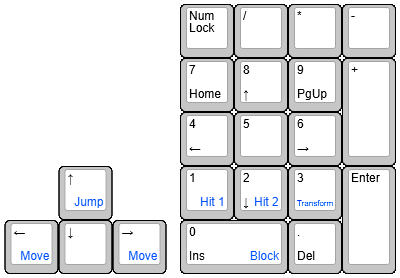 Num
Lock
/
*
-
7
Home
8
↑
9
PgUp
+
4
←
5
6
→
1
Hit 1
2
↓ Hit 2
3
Transform
Enter
0
Ins Block
.
Del
↑
Jump
←
Move
↓
→
Move